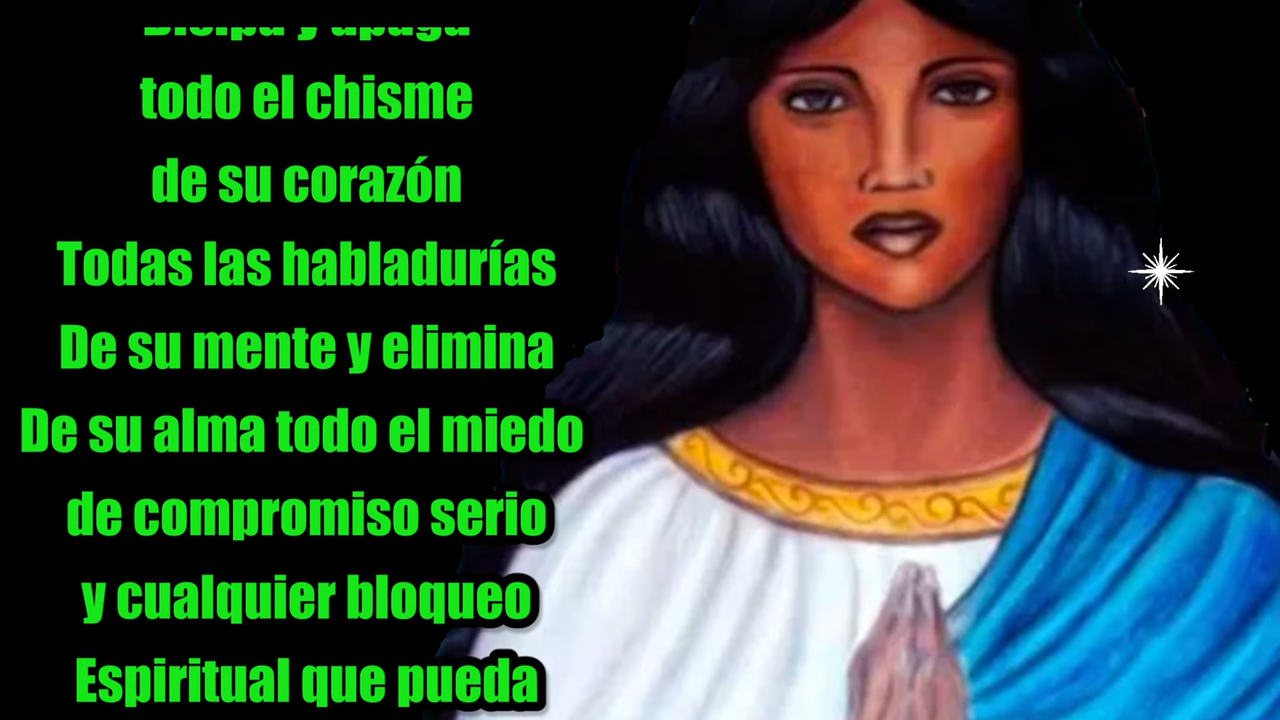 y apaga
todo el chisme
de su corazón
Todas las habladurías
De su mente y elimina
De su alma todo el miedo
de compromiso serio
y cualquier bloqueo
Espiritual que pueda